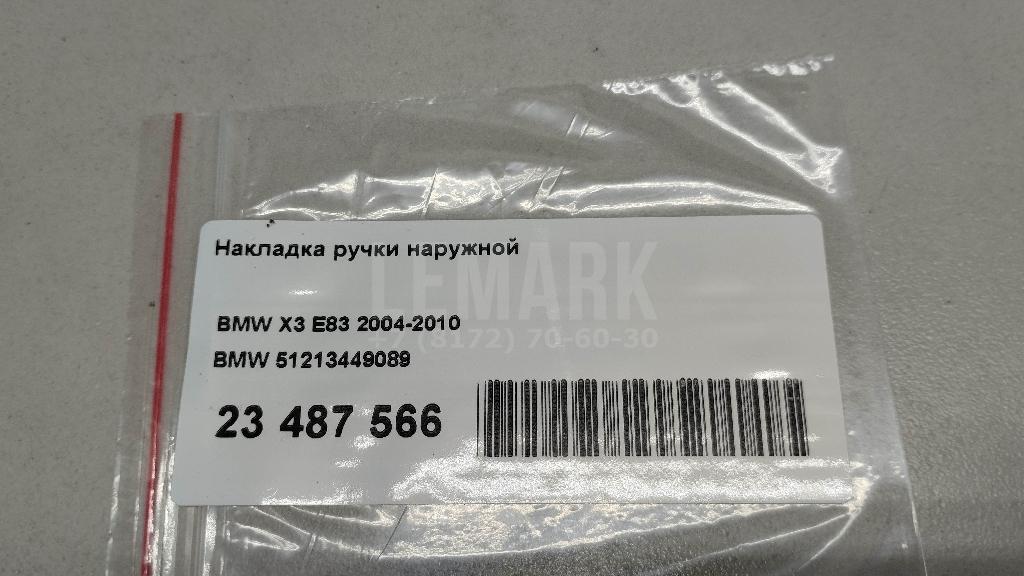 Накладка ручки наружной
LEMARK
BMW X3 E83 2004-2010
+7 (8172) 70-60-30
BMW 51213449089
23 487 566